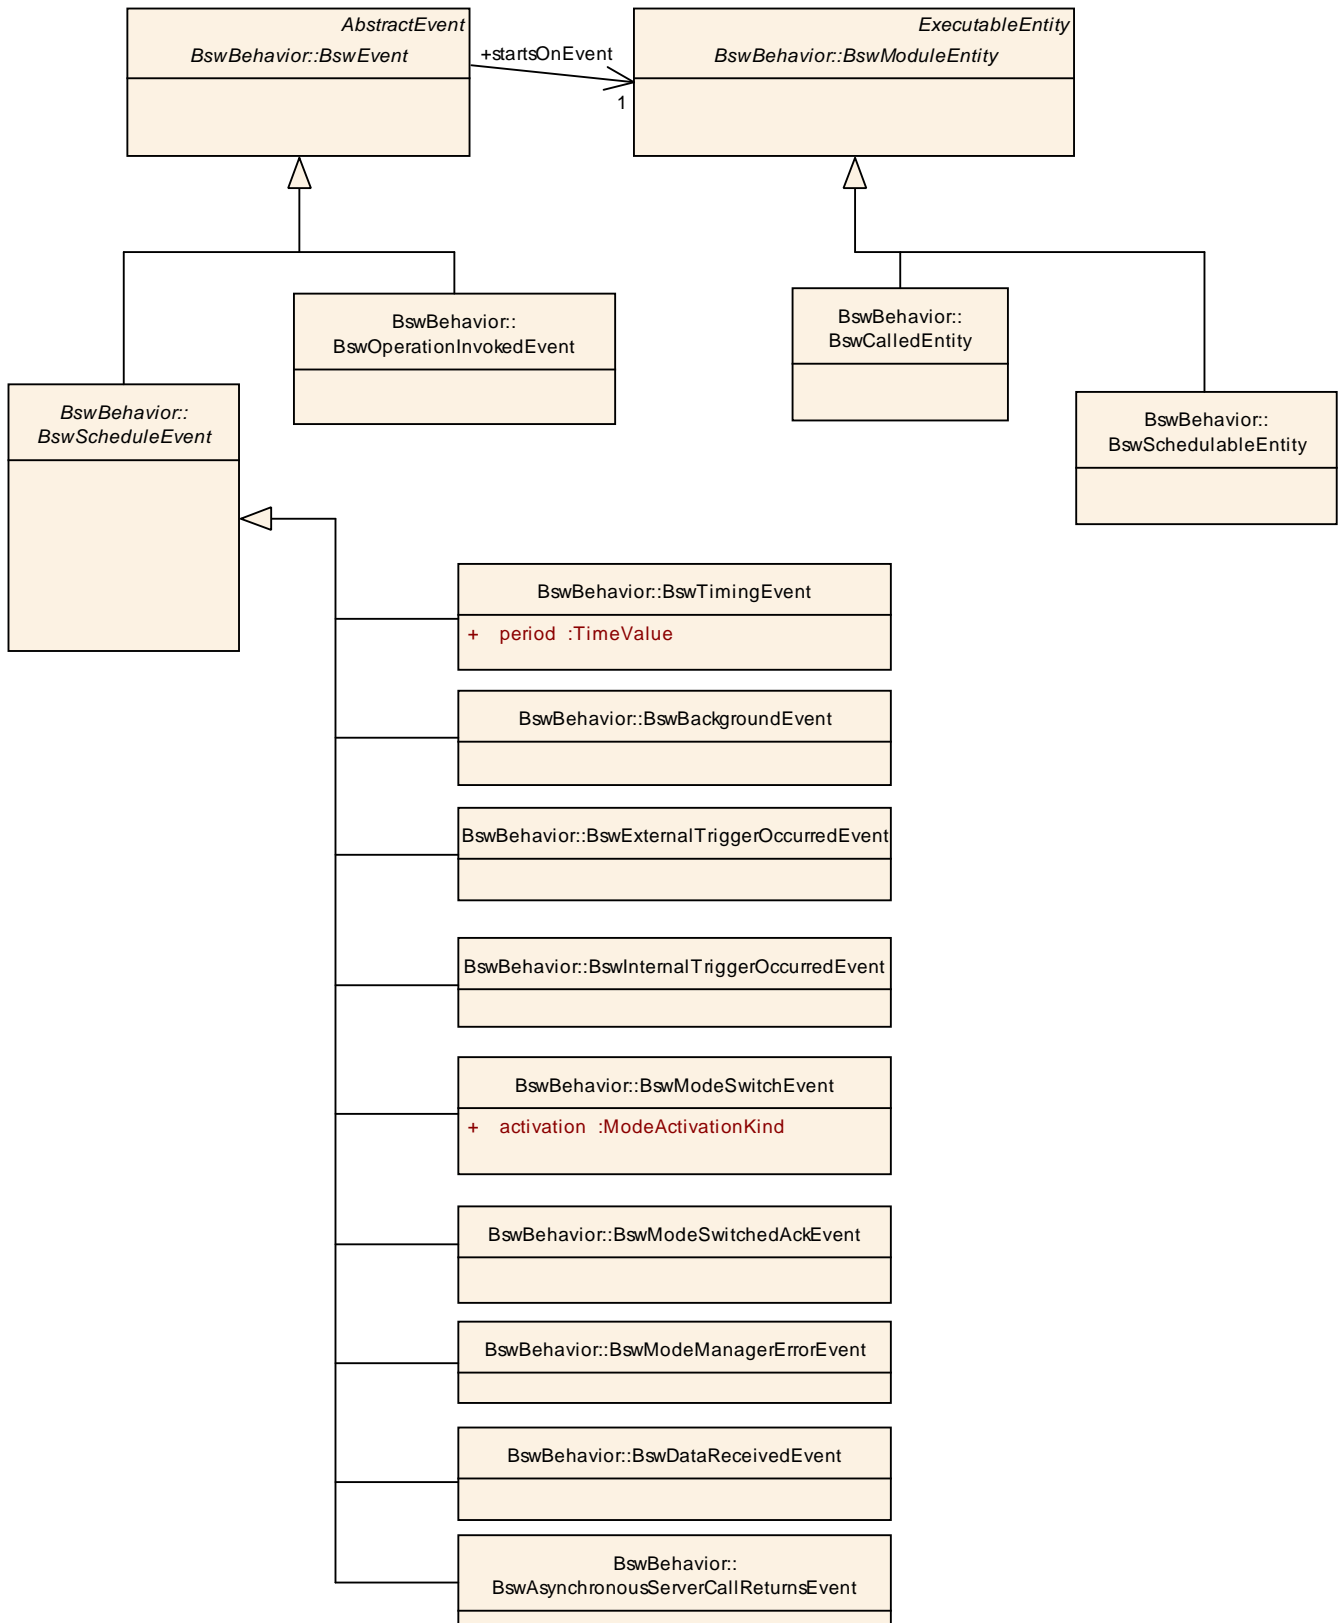 AbstractEvent
BswBehavior::BswEvent
+startsOnEvent
1
ExecutableEntity
BswBehavior::BswModuleEntity
BswBehavior::
BswOperationInvokedEvent
BswBehavior::
BswCalledEntity
BswBehavior::
BswScheduleEvent
BswBehavior::
BswSchedulableEntity
BswBehavior::BswTimingEvent
+ period :TimeValue
BswBehavior::BswBackgroundEvent
BswBehavior::BswExternalTriggerOccurredEvent
BswBehavior::BswInternalTriggerOccurredEvent
BswBehavior::BswModeSwitchEvent
+ activation :ModeActivationKind
BswBehavior::BswModeSwitchedAckEvent
BswBehavior::BswModeManagerErrorEvent
BswBehavior::BswDataReceivedEvent
BswBehavior::
BswAsynchronousServerCallReturnsEvent